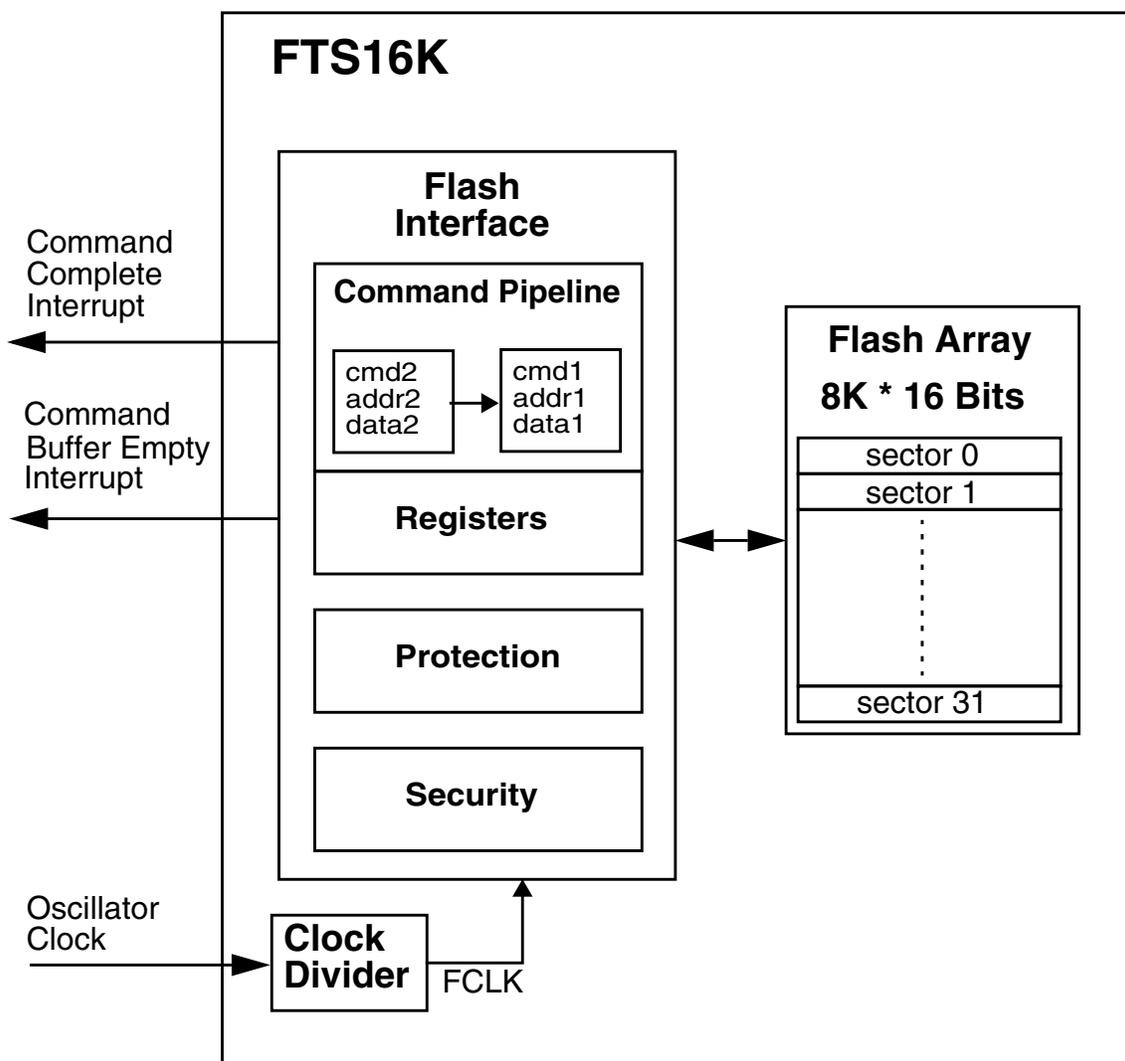 FTS16K
Flash
Interface
Command Pipeline
cmd2
addr2
data2
cmd1
addr1
data1
Registers
Protection
Security
Command
Complete
Interrupt
Command
Buffer Empty
Interrupt
Flash Array
8K * 16 Bits
sector 0
sector 1
sector 31
Oscillator
Clock
Clock
Divider
FCLK